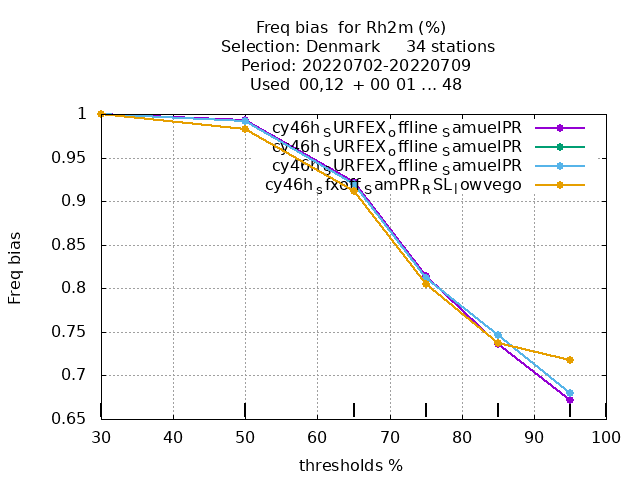 Freq bias  for Rh2m (%)
Selection: Denmark     34 stations
Period: 20220702-20220709
Used  00,12  + 00 01 ... 48
cy46h_SURFEX_offline_SamuelPR
cy46h_SURFEX_offline_SamuelPR
cy46h_SURFEX_offline_SamuelPR
cy46h_sfxoff_SamPR_RSL_lowvego
1
0.95
0.9
0.85
0.8
0.75
0.7
0.65
Freq bias
30 40 50 60 70 80 90 100
thresholds %